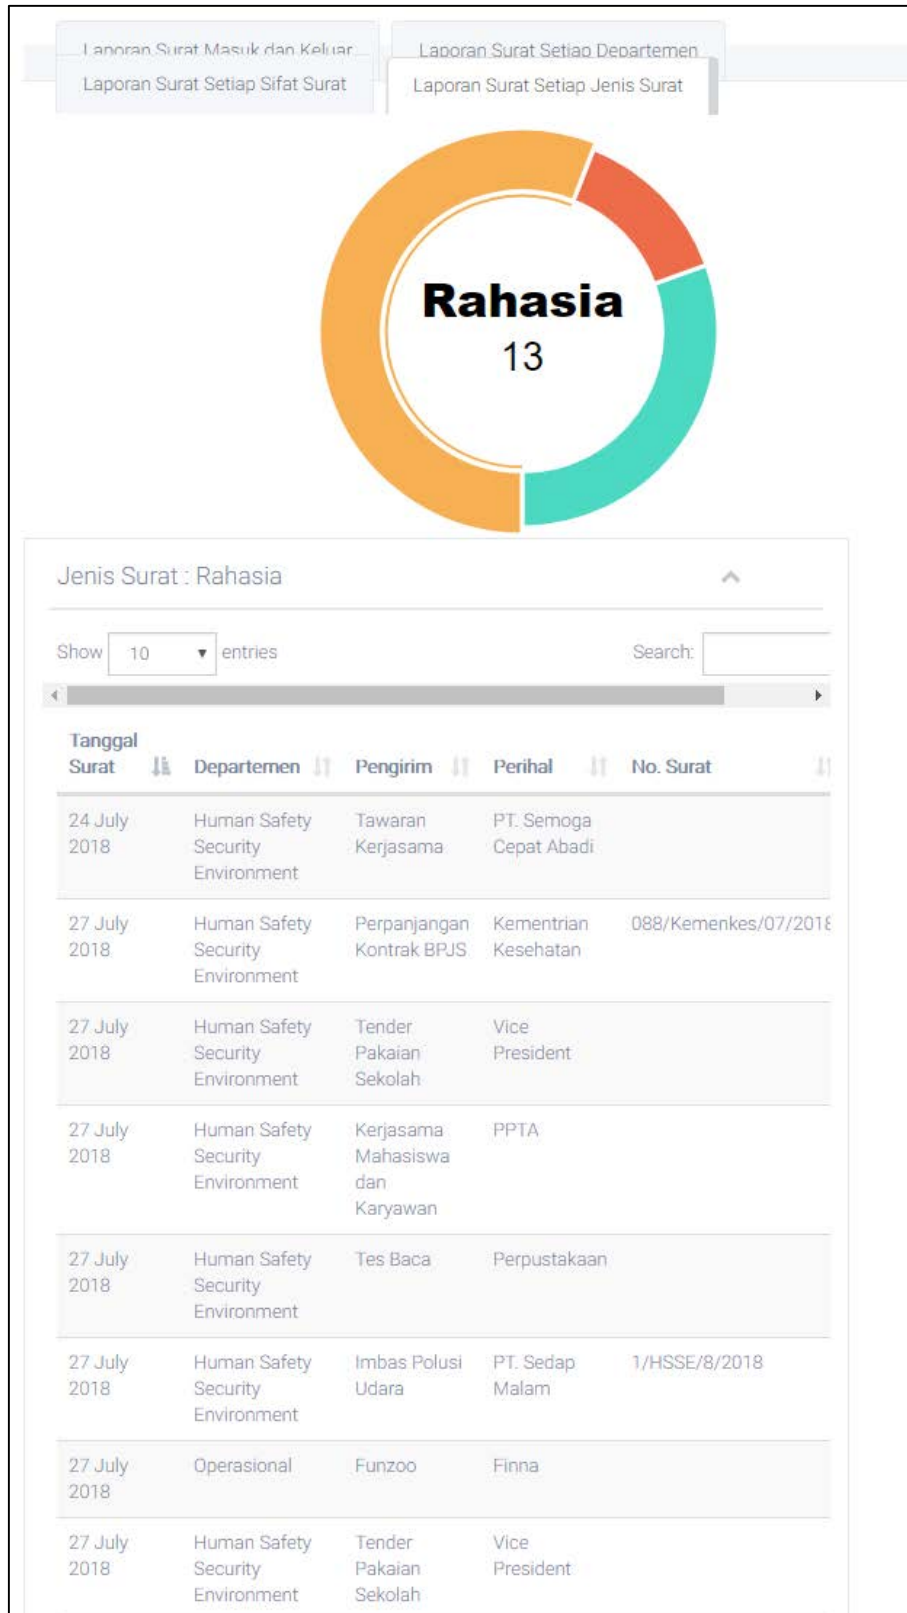 Laporan Surat Masuk dan Keluar
Laporan Surat Setiap Departemen
Laporan Surat Setiap Sifat Surat
Laporan Surat Setiap Jenis Surat
Rahasia
13
Jenis Surat : Rahasia
Show 10 entries
Search:
Tanggal
Surat Departemen Pengirim Perihal No. Surat
24 July Human Safety Tawaran PT. Semoga
2018 Security Kerjasama Cepat Abadi
Environment
27 July Human Safety Perpanjangan Kementrian 088/Kemenkes/07/2018
2018 Security Kontrak BPJS Kesehatan
Environment
27 July Human Safety Tender Vice
2018 Security Pakaian President
Environment Sekolah
27 July Human Safety Kerjasama PPTA
2018 Security Mahasiswa
Environment dan
Karyawan
27 July Human Safety Tes Baca Perpustakaan
2018 Security
Environment
27 July Human Safety Imbas Polusi PT. Sedap 1/HSSE/8/2018
2018 Security Udara Malam
Environment
27 July Operasional Funzoo Finna
2018
27 July Human Safety Tender Vice
2018 Security Pakaian President
Environment Sekolah